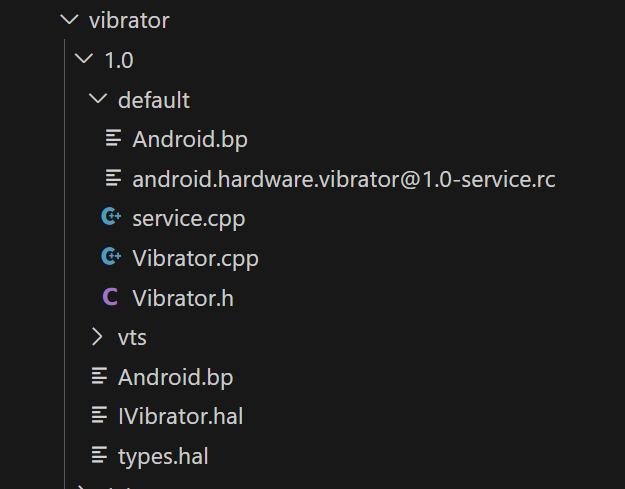 vibrator
1.0
default
Android.bp
android.hardware.vibrator@1.0-service.rc
service.cpp
Vibrator.cpp
Vibrator.h
vts
Android.bp
IVibrator.hal
types.hal